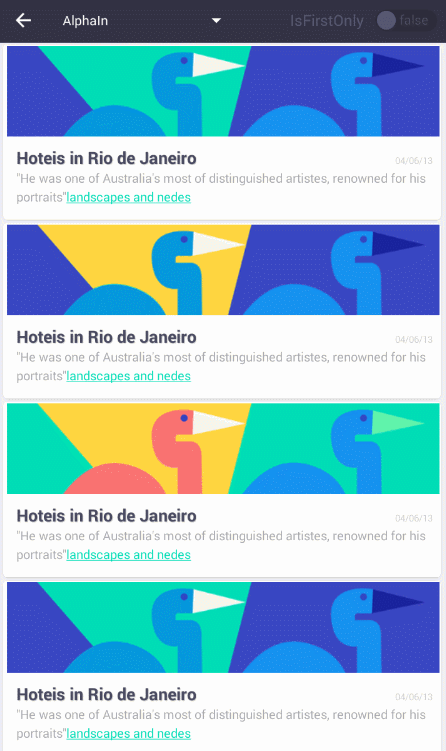 AlphaIn
IsFirstOnly false
Hoteis in Rio de Janeiro
04/06/13
"He was one of Australia's most of distinguished artistes, renowned for his
portraits"landscapes and nedes
Hoteis in Rio de Janeiro
04/06/13
"He was one of Australia's most of distinguished artistes, renowned for his
portraits"landscapes and nedes
Hoteis in Rio de Janeiro
04/06/13
"He was one of Australia's most of distinguished artistes, renowned for his
portraits"landscapes and nedes
Hoteis in Rio de Janeiro
04/06/13
"He was one of Australia's most of distinguished artistes, renowned for his
portraits"landscapes and nedes